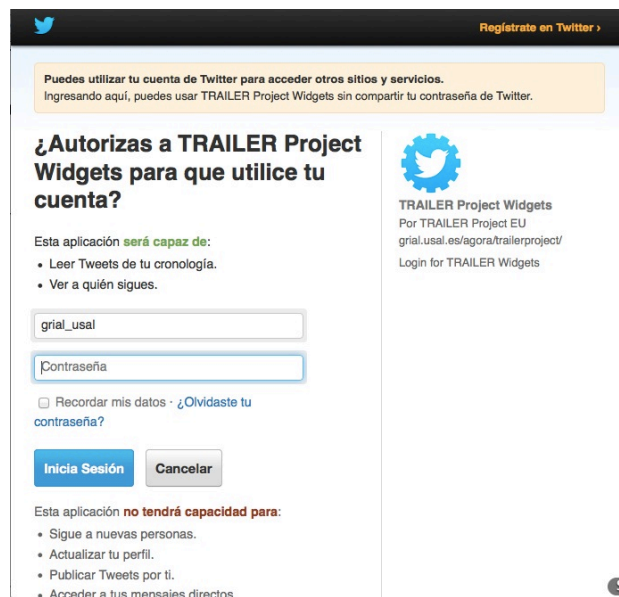 Regístrate en Twitter ›
Puedes utilizar tu cuenta de Twitter para acceder otros sitios y servicios.
Ingresando aquí, puedes usar TRAILER Project Widgets sin compartir tu contraseña de Twitter.
¿Autorizas a TRAILER Project
Widgets para que utilice tu
cuenta?
Esta aplicación será capaz de:
• Leer Tweets de tu cronología.
• Ver a quién sigues.
grial_usal
Contraseña
Recordar mis datos · ¿Olvidaste tu
contraseña?
Inicia Sesión
Cancelar
Esta aplicación no tendrá capacidad para:
• Sigue a nuevas personas.
• Actualizar tu perfil.
• Publicar Tweets por ti.
• Acceder a tus mensajes directos.
TRAILER Project Widgets
Por TRAILER Project EU
grial.usal.es/agora/trailerproject/
Login for TRAILER Widgets